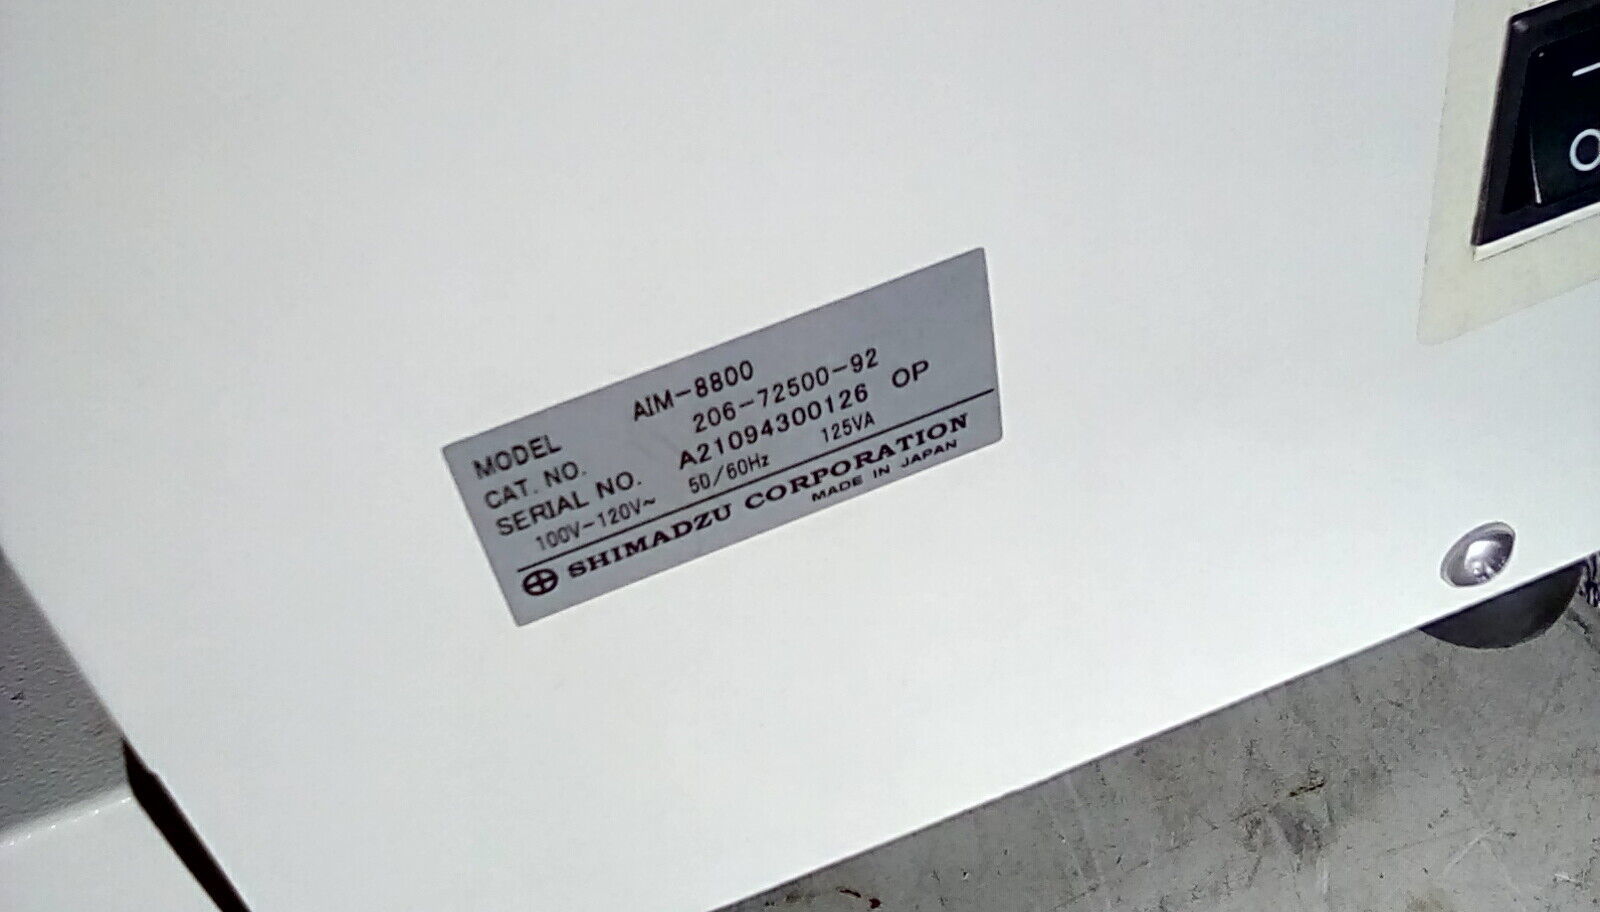 MODEL AIM-8800
CAT. NO. 206-72500-92
SERIAL NO. A21094300126 OP
100V-120V~ 50/60Hz 125VA
SHIMADZU CORPORATION
MADE IN JAPAN
O